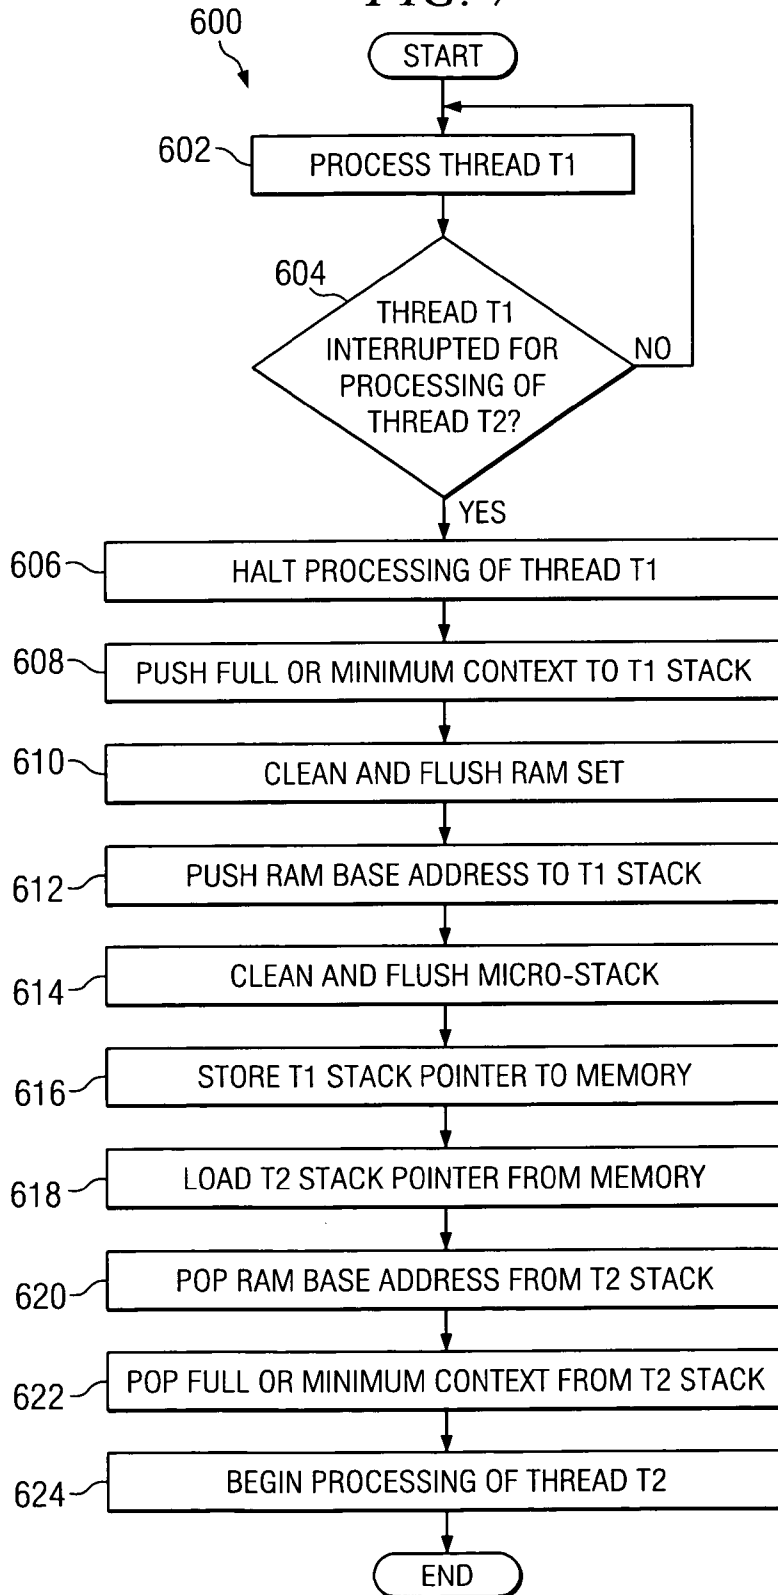 FIG. 7
600
START
602
PROCESS THREAD T1
604
THREAD T1
INTERRUPTED FOR
PROCESSING OF
THREAD T2?
NO
YES
606
HALT PROCESSING OF THREAD T1
608
PUSH FULL OR MINIMUM CONTEXT TO T1 STACK
610
CLEAN AND FLUSH RAM SET
612
PUSH RAM BASE ADDRESS TO T1 STACK
614
CLEAN AND FLUSH MICRO-STACK
616
STORE T1 STACK POINTER TO MEMORY
618
LOAD T2 STACK POINTER FROM MEMORY
620
POP RAM BASE ADDRESS FROM T2 STACK
622
POP FULL OR MINIMUM CONTEXT FROM T2 STACK
624
BEGIN PROCESSING OF THREAD T2
END